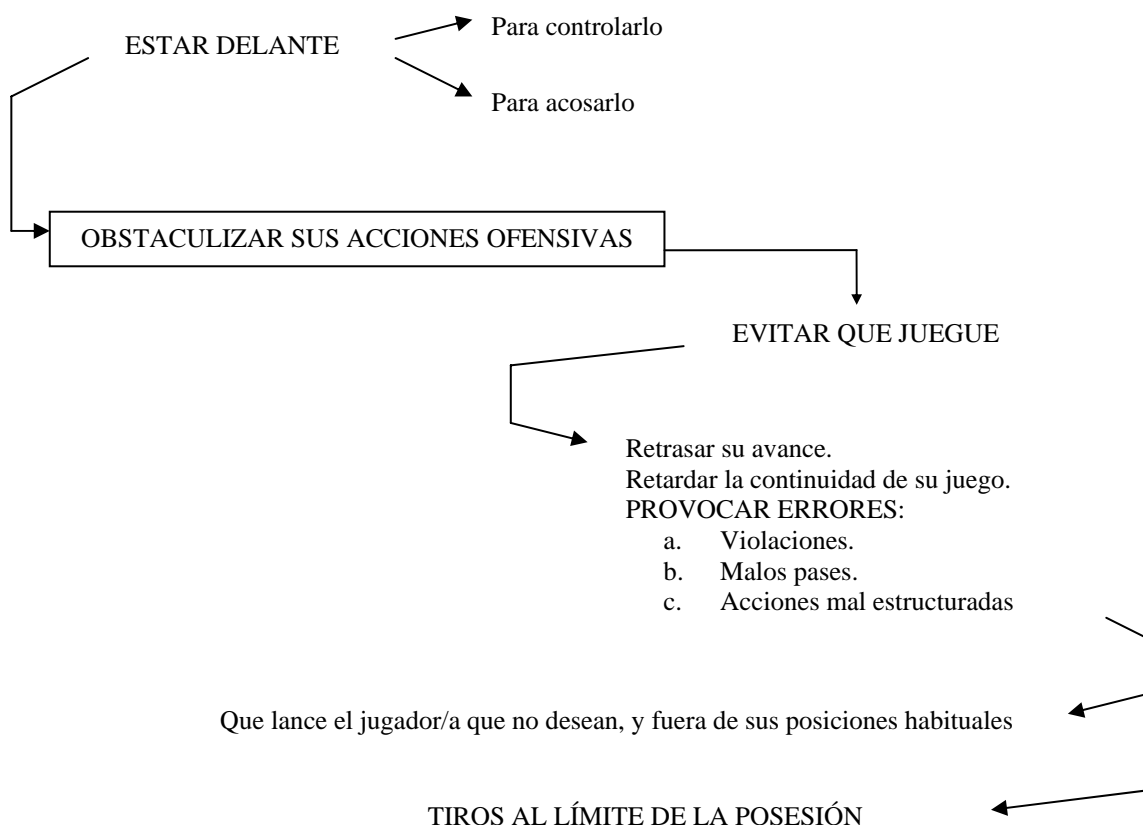 Para controlarlo
ESTAR DELANTE
Para acosarlo
OBSTACULIZAR SUS ACCIONES OFENSIVAS
EVITAR QUE JUEGUE
Retrasar su avance.
Retardar la continuidad de su juego.
PROVOCAR ERRORES:
a. Violaciones.
b. Malos pases.
c. Acciones mal estructuradas
Que lance el jugador/a que no desean, y fuera de sus posiciones habituales
TIROS AL LÍMITE DE LA POSESIÓN